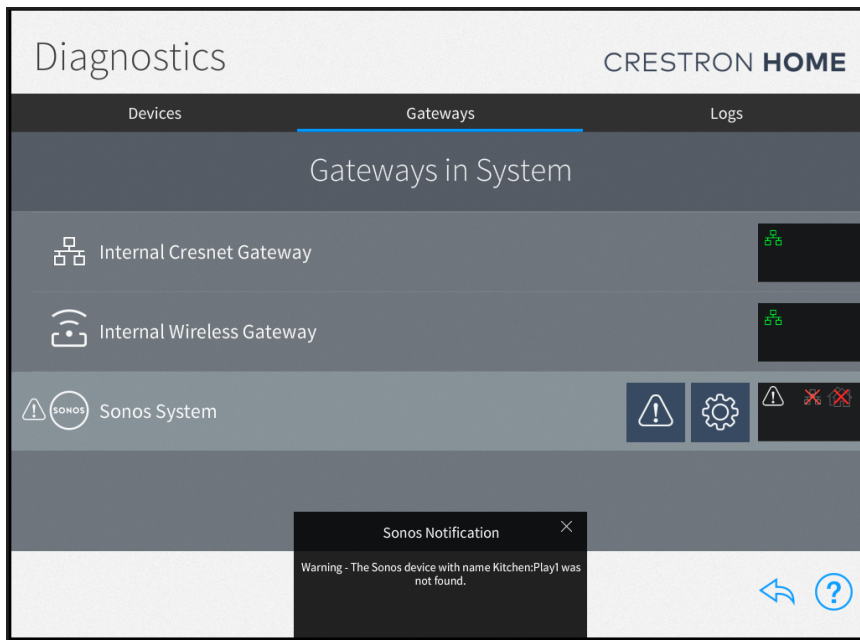 Diagnostics
CRESTRON HOME
Devices
Gateways
Logs
Gateways in System
Internal Cresnet Gateway
Internal Wireless Gateway
SONOS
Sonos System
Sonos Notification
Warning - The Sonos device with name Kitchen:Play1 was
not found.
?